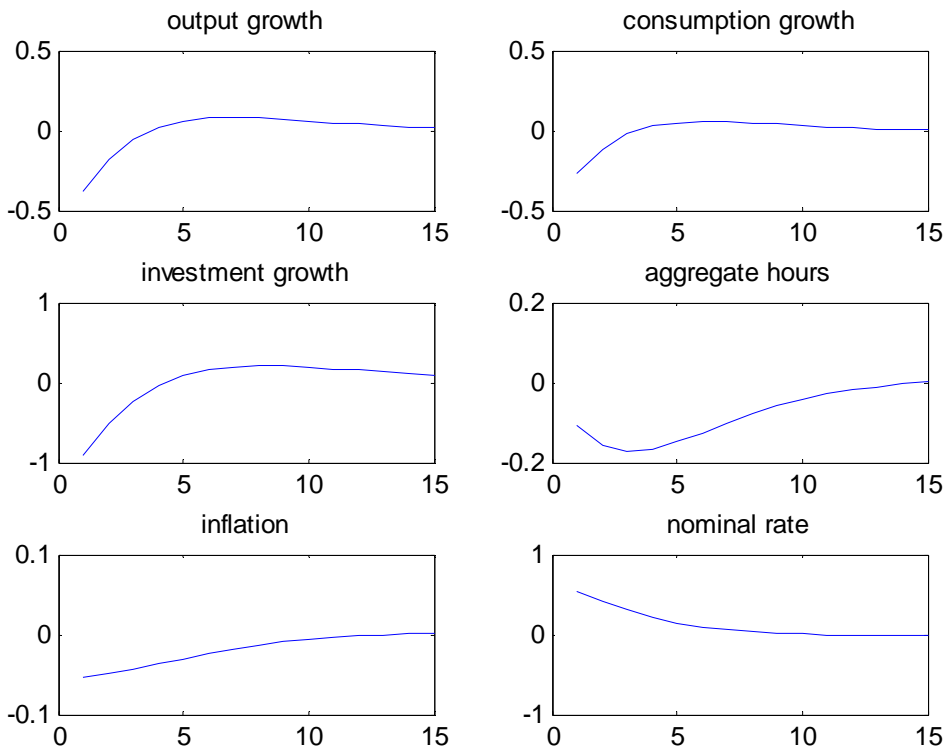 output growth
0.5
0
-0.5
0 5 10 15
consumption growth
0.5
0
-0.5
0 5 10 15
investment growth
1
0
-1
0 5 10 15
aggregate hours
0.2
0
-0.2
0 5 10 15
inflation
0.1
0
-0.1
0 5 10 15
nominal rate
1
0
-1
0 5 10 15